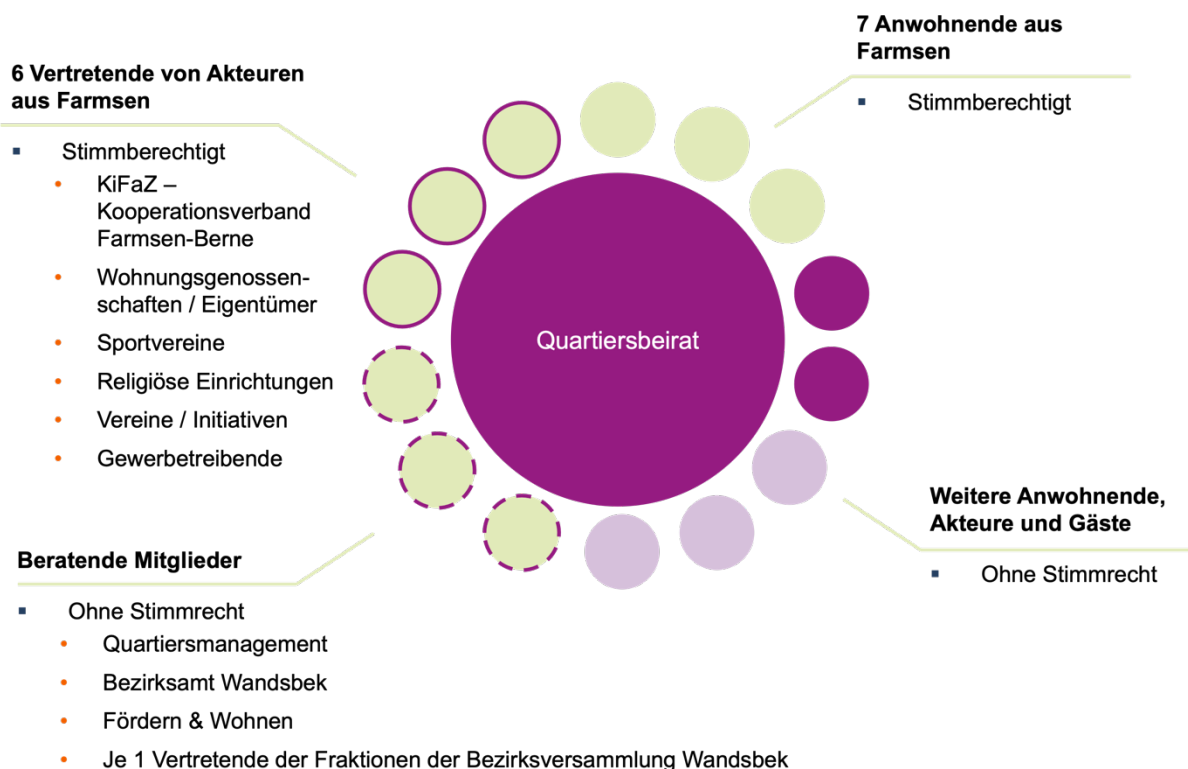 6 Vertretende von Akteuren
aus Farmsen
Stimmberechtigt
KiFaZ –
Kooperationsverband
Farmsen-Berne
Wohnungsgenossen-
schaften / Eigentümer
Sportvereine
Religiöse Einrichtungen
Vereine / Initiativen
Gewerbetreibende
7 Anwohnende aus
Farmsen
Stimmberechtigt
Quartiersbeirat
Beratende Mitglieder
Ohne Stimmrecht
Quartiersmanagement
Bezirksamt Wandsbek
Fördern & Wohnen
Je 1 Vertretende der Fraktionen der Bezirksversammlung Wandsbek
Weitere Anwohnende,
Akteure und Gäste
Ohne Stimmrecht